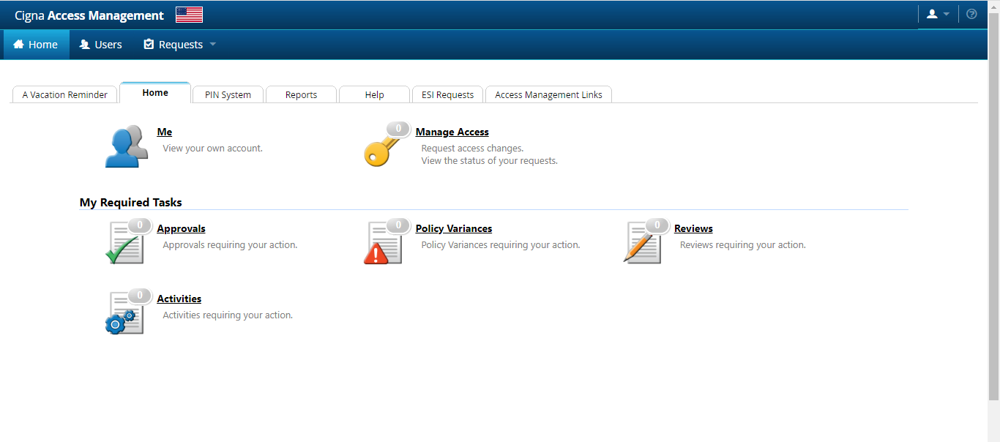 Cigna Access Management
Home Users Requests
A Vacation Reminder Home PIN System Reports Help ESI Requests Access Management Links
0
Me
View your own account.
Manage Access
Request access changes.
View the status of your requests.
My Required Tasks
0
Approvals
Approvals requiring your action.
0
Policy Variances
Policy Variances requiring your action.
0
Reviews
Reviews requiring your action.
0
Activities
Activities requiring your action.